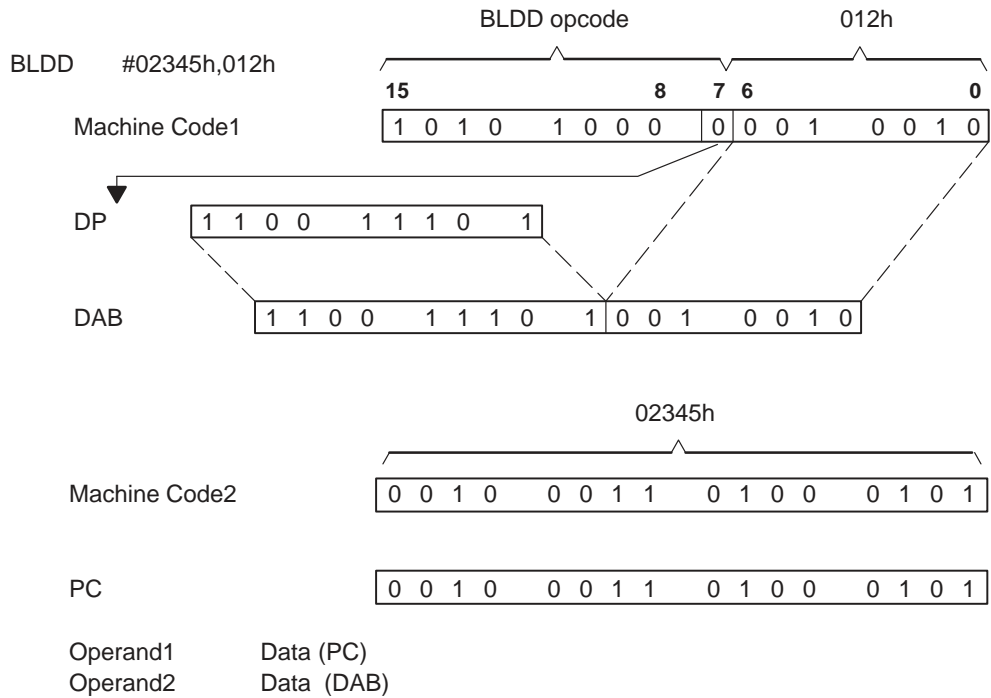 BLDD opcode 012h
BLDD #02345h,012h
15 8 7 6 0
Machine Code1 1 0 1 0 1 0 0 0 0 0 0 1 0 0 1 0
DP 1 1 0 0 1 1 1 0 1
DAB 1 1 0 0 1 1 1 0 1 0 0 1 0 0 1 0
02345h
Machine Code2 0 0 1 0 0 0 1 1 0 1 0 0 0 1 0 1
PC 0 0 1 0 0 0 1 1 0 1 0 0 0 1 0 1
Operand1 Data (PC)
Operand2 Data (DAB)